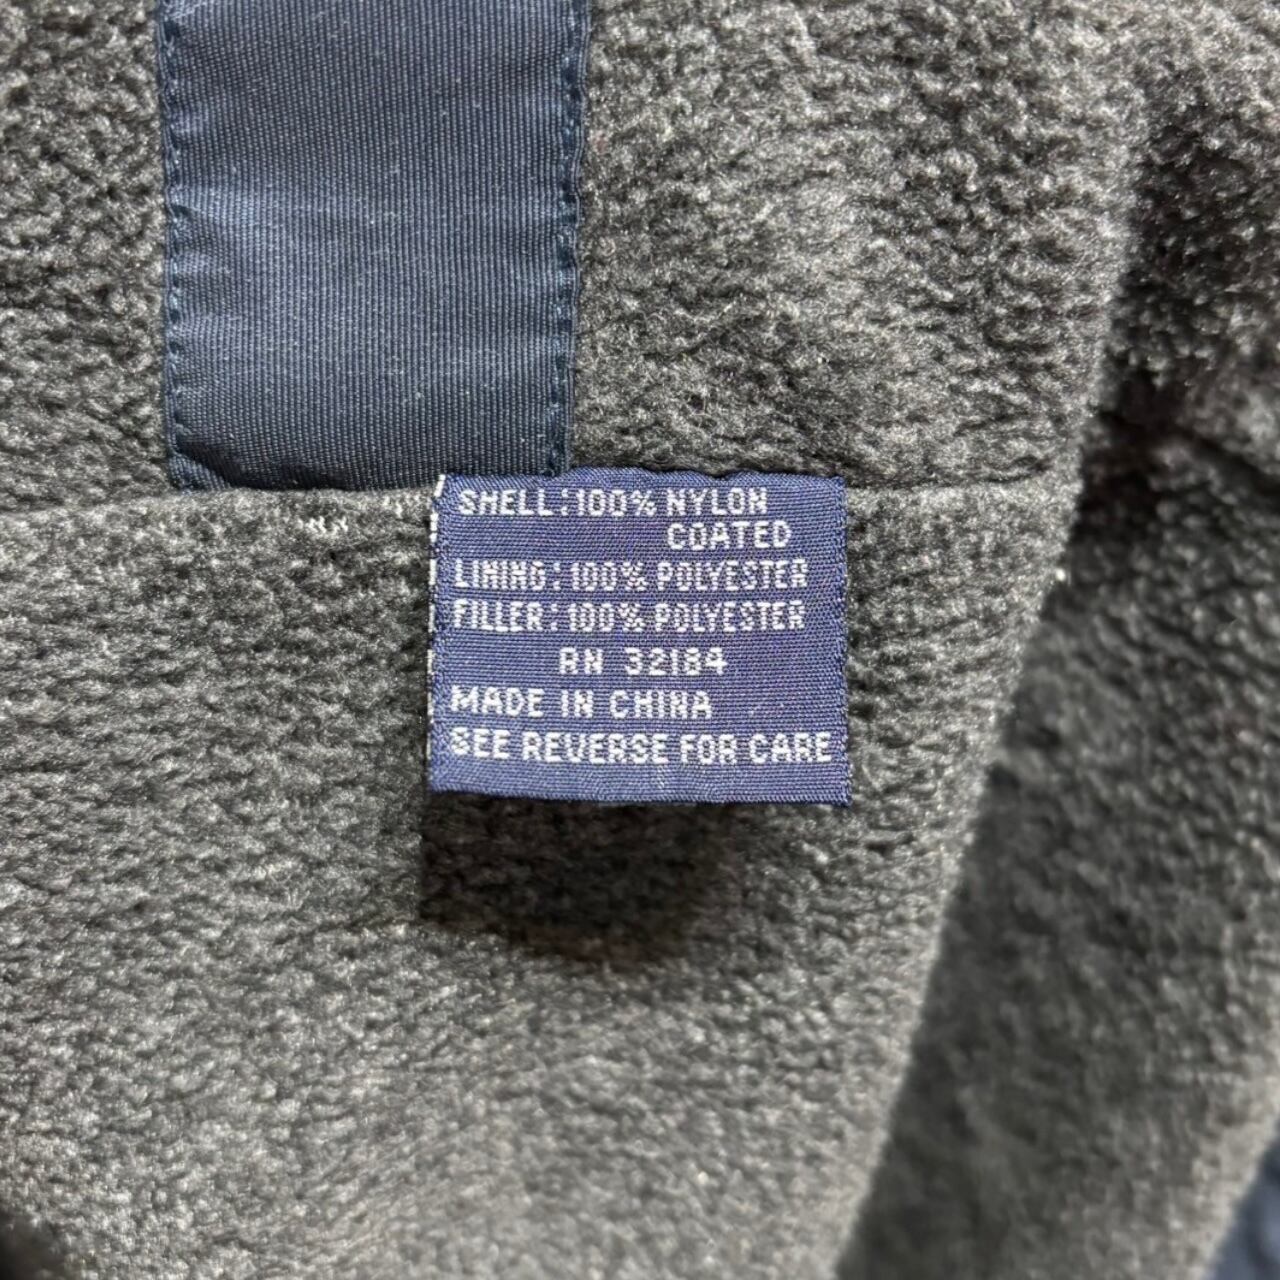 SHELL: 100% NYLON
COATED
LINING: 100% POLYESTER
FILLER: 100% POLYESTER
RN 32184
MADE IN CHINA
SEE REVERSE FOR CARE